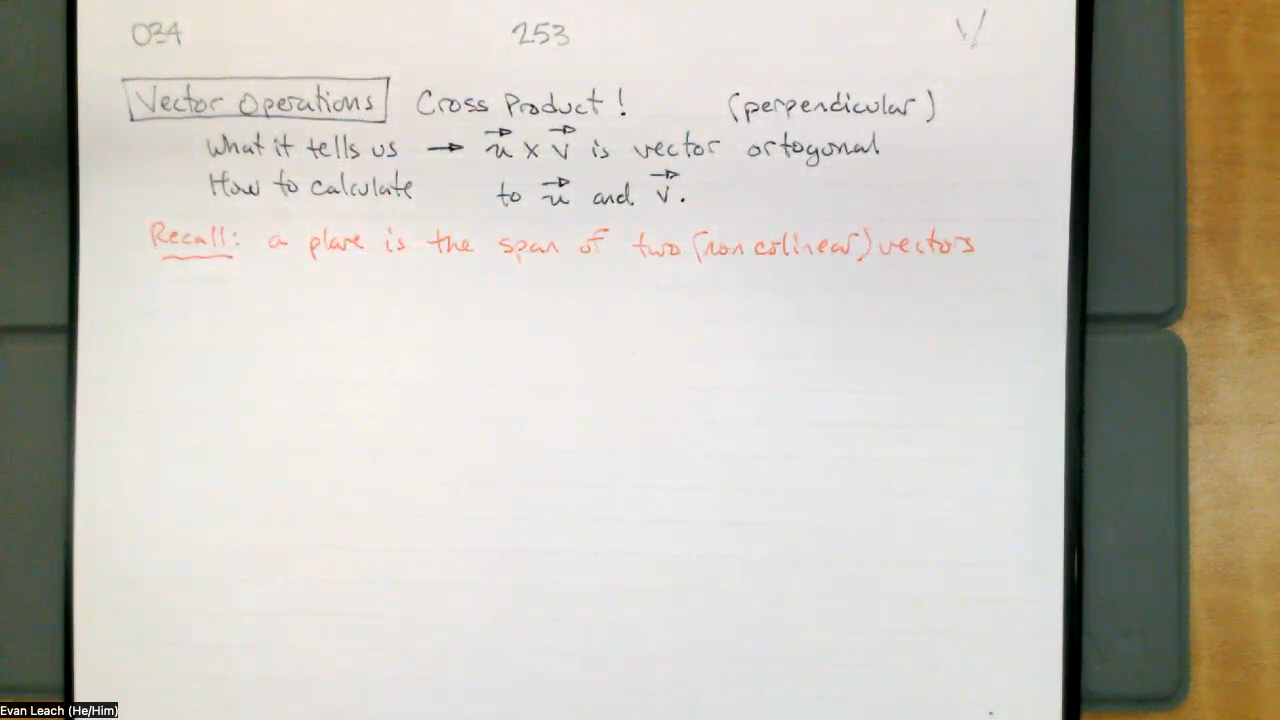 034 253 V/
Vector Operations Cross Product! (perpendicular)
What it tells us → u⃗ x v⃗ is vector ortogonal
How to calculate to u⃗ and v⃗.
Recall: a plane is the span of two (non colinear) vectors
Evan Leach (He/Him)